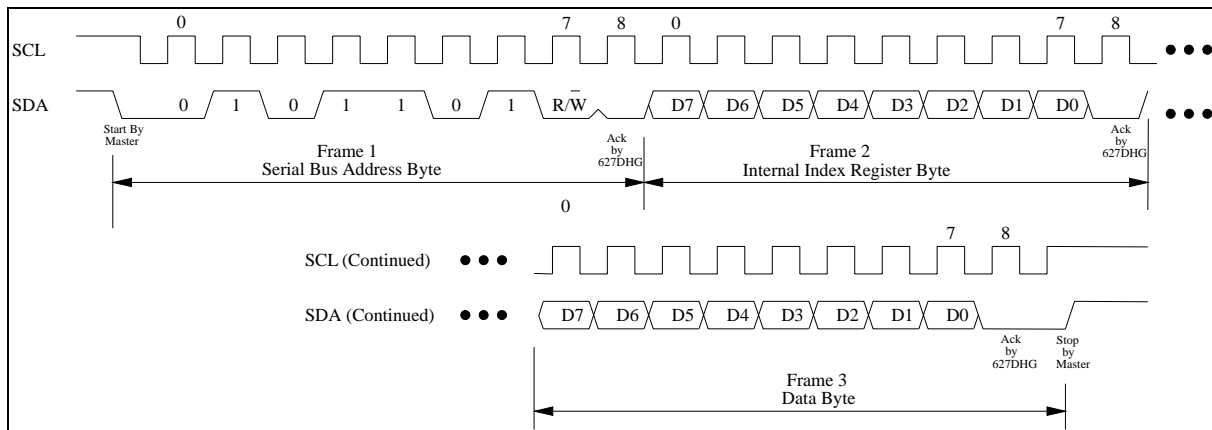 0 7 8 0 7 8
SCL
SDA 0 1 0 1 1 0 1 R/W̅ D7 D6 D5 D4 D3 D2 D1 D0
Start By
Master
Ack
by
627DHG
Ack
by
627DHG
Frame 1
Serial Bus Address Byte
Frame 2
Internal Index Register Byte
0
7 8
SCL (Continued)
SDA (Continued) D7 D6 D5 D4 D3 D2 D1 D0
Ack
by
627DHG
Stop
by
Master
Frame 3
Data Byte